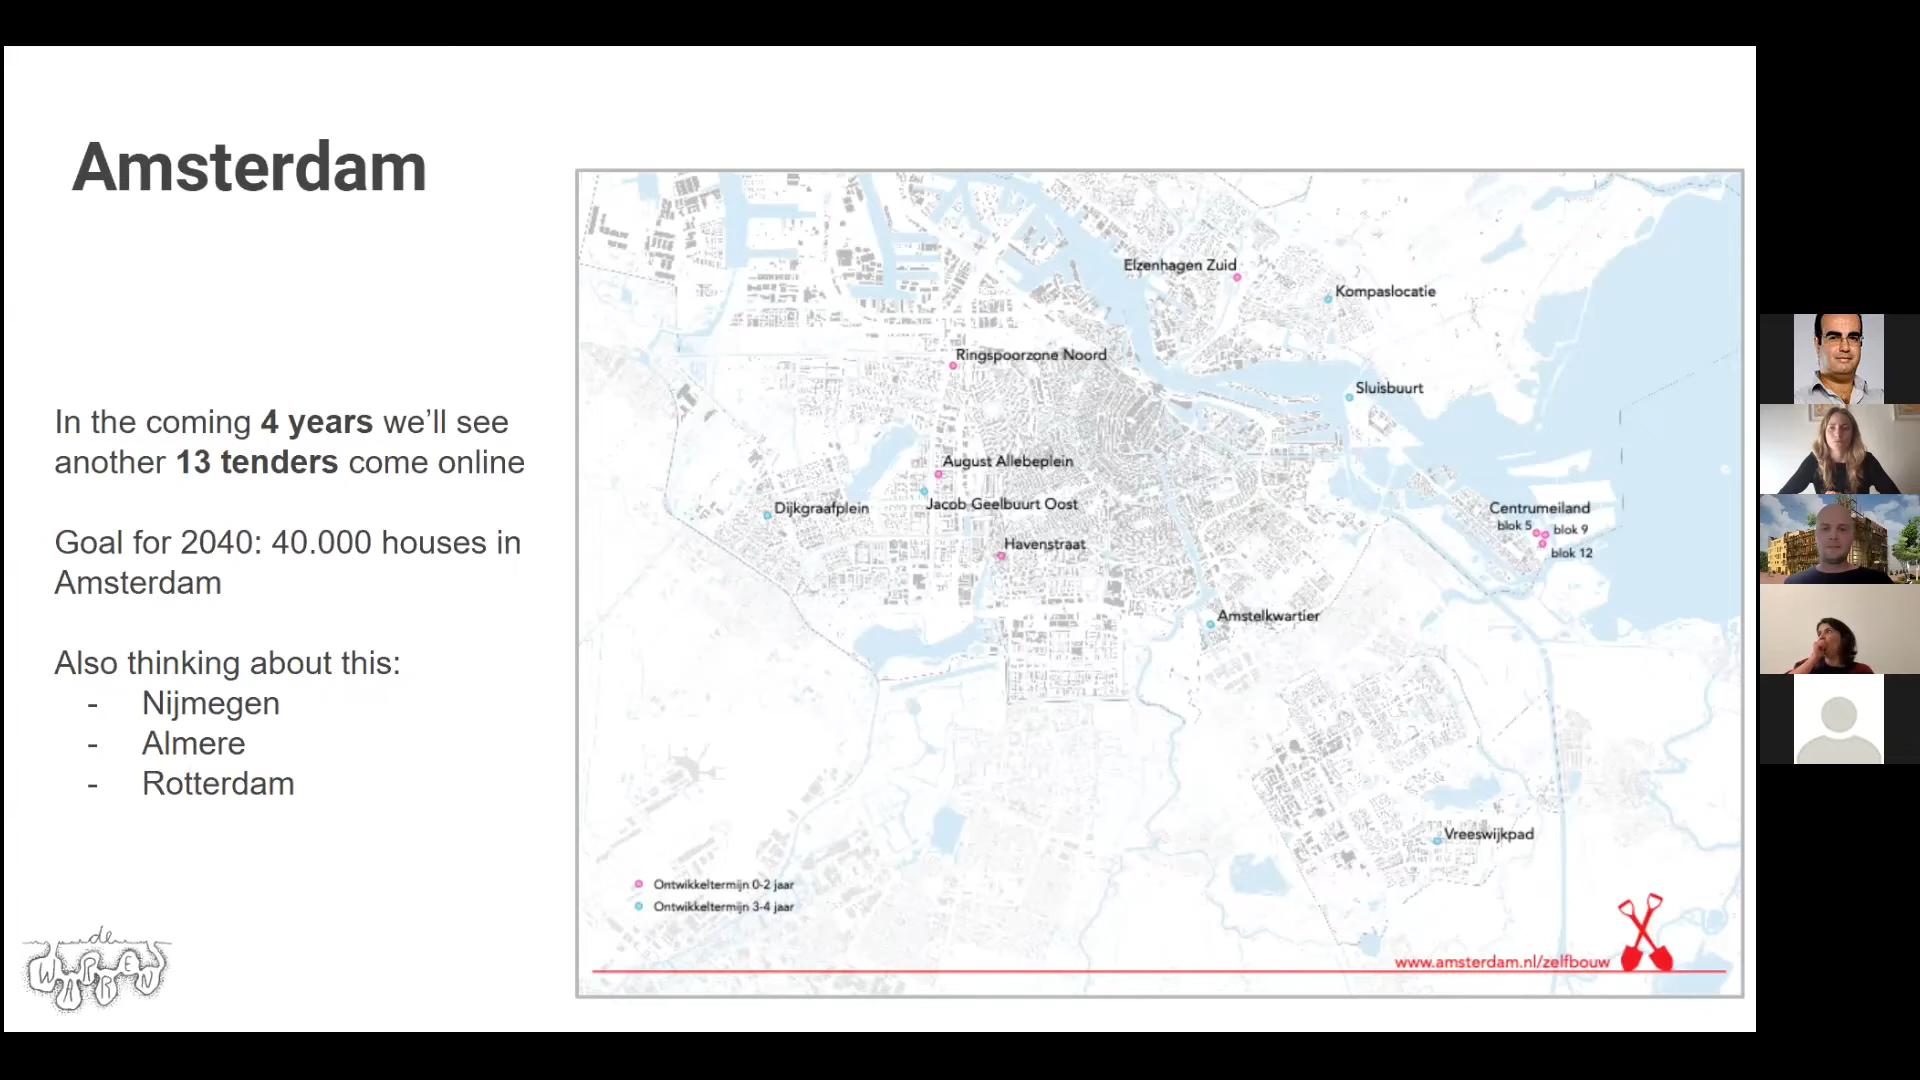 Amsterdam
In the coming 4 years we’ll see
another 13 tenders come online
Goal for 2040: 40.000 houses in
Amsterdam
Also thinking about this:
- Nijmegen
- Almere
- Rotterdam
de
WARREN
Elzenhagen Zuid
Kompaslocatie
Ringspoorzone Noord
Sluisbuurt
August Allebeplein
Jacob Geelbuurt Oost
Dijkgraafplein
Havenstraat
Centrumeiland
blok 5
blok 9
blok 12
Amstelkwartier
Vreeswijkpad
Ontwikkeltermijn 0-2 jaar
Ontwikkeltermijn 3-4 jaar
www.amsterdam.nl/zelfbouw